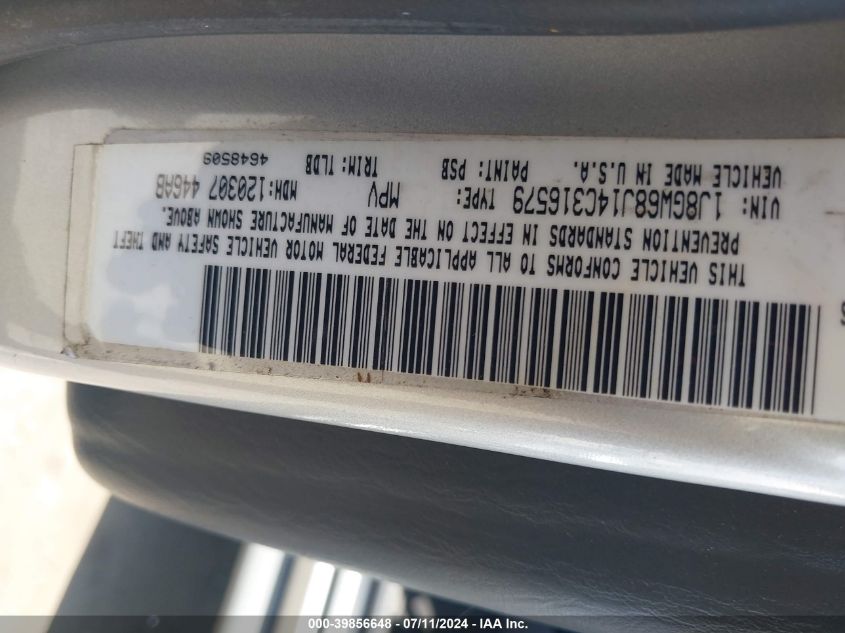 THIS VEHICLE CONFORMS TO ALL APPLICABLE FEDERAL MOTOR VEHICLE SAFETY AND THEFT
PREVENTION STANDARDS IN EFFECT ON THE DATE OF MANUFACTURE SHOWN ABOVE.
VIN: 1J8GW68J14C316579 TYPE: MPV MDH:120307 446AB
VEHICLE MADE IN U.S.A. PAINT: PSB TRIM: TLDB 4648509
000-39856648 - 07/11/2024 - IAA Inc.